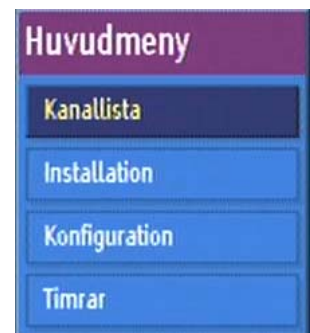 Huvudmeny
Kanallista
Installation
Konfiguration
Timrar